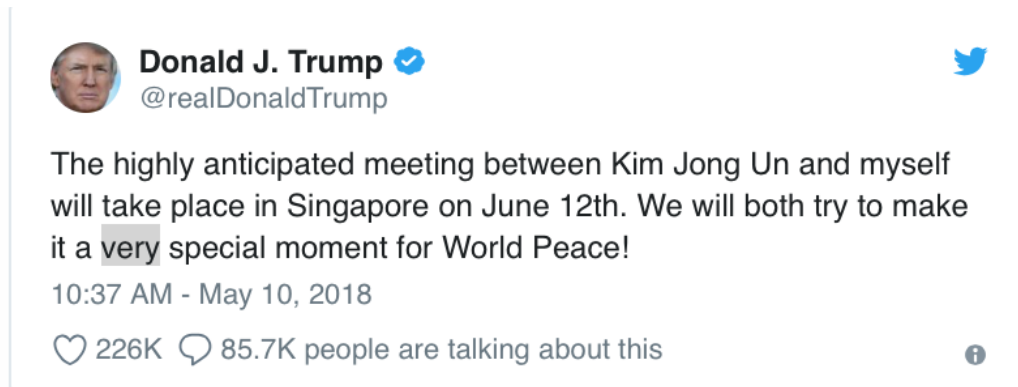 Donald J. Trump
@realDonaldTrump
The highly anticipated meeting between Kim Jong Un and myself
will take place in Singapore on June 12th. We will both try to make
it a very special moment for World Peace!
10:37 AM - May 10, 2018
226K 85.7K people are talking about this